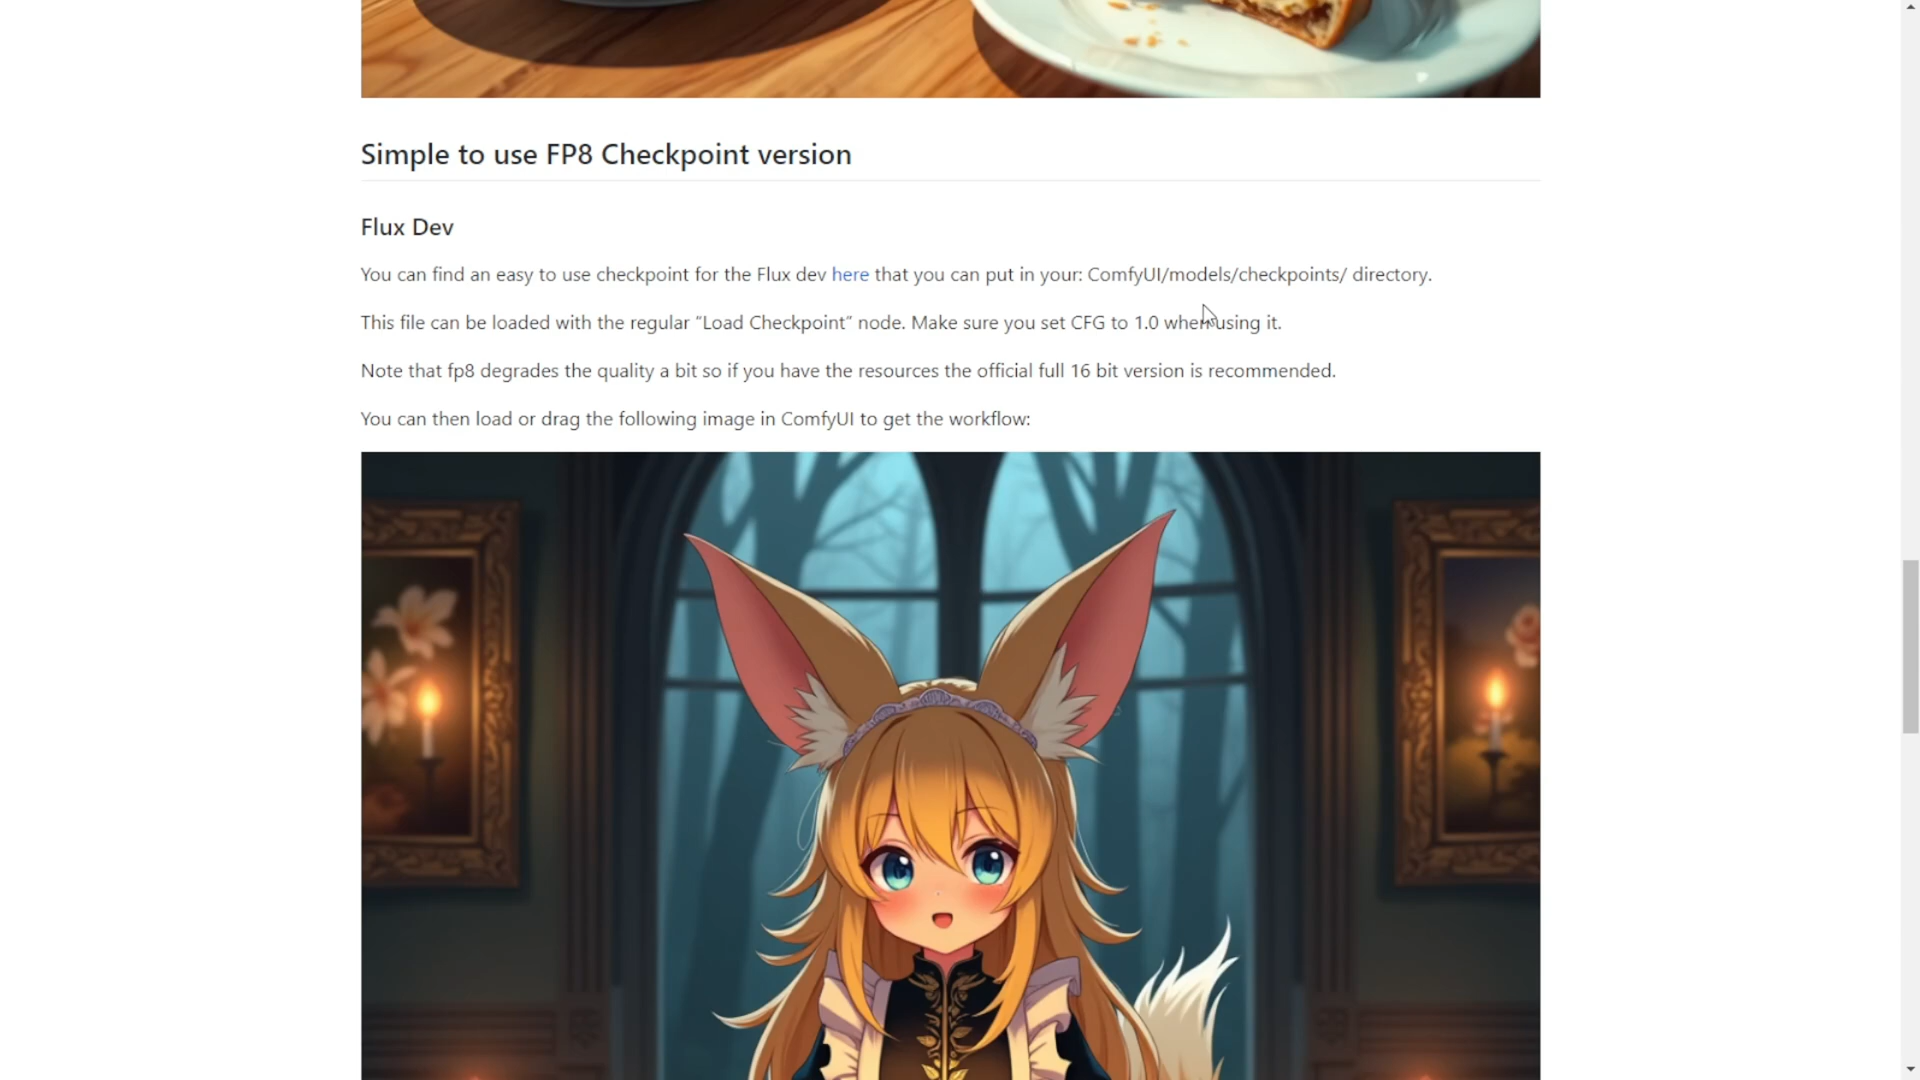 Simple to use FP8 Checkpoint version
Flux Dev
You can find an easy to use checkpoint for the Flux dev here that you can put in your: ComfyUI/models/checkpoints/ directory.
This file can be loaded with the regular “Load Checkpoint” node. Make sure you set CFG to 1.0 when using it.
Note that fp8 degrades the quality a bit so if you have the resources the official full 16 bit version is recommended.
You can then load or drag the following image in ComfyUI to get the workflow: